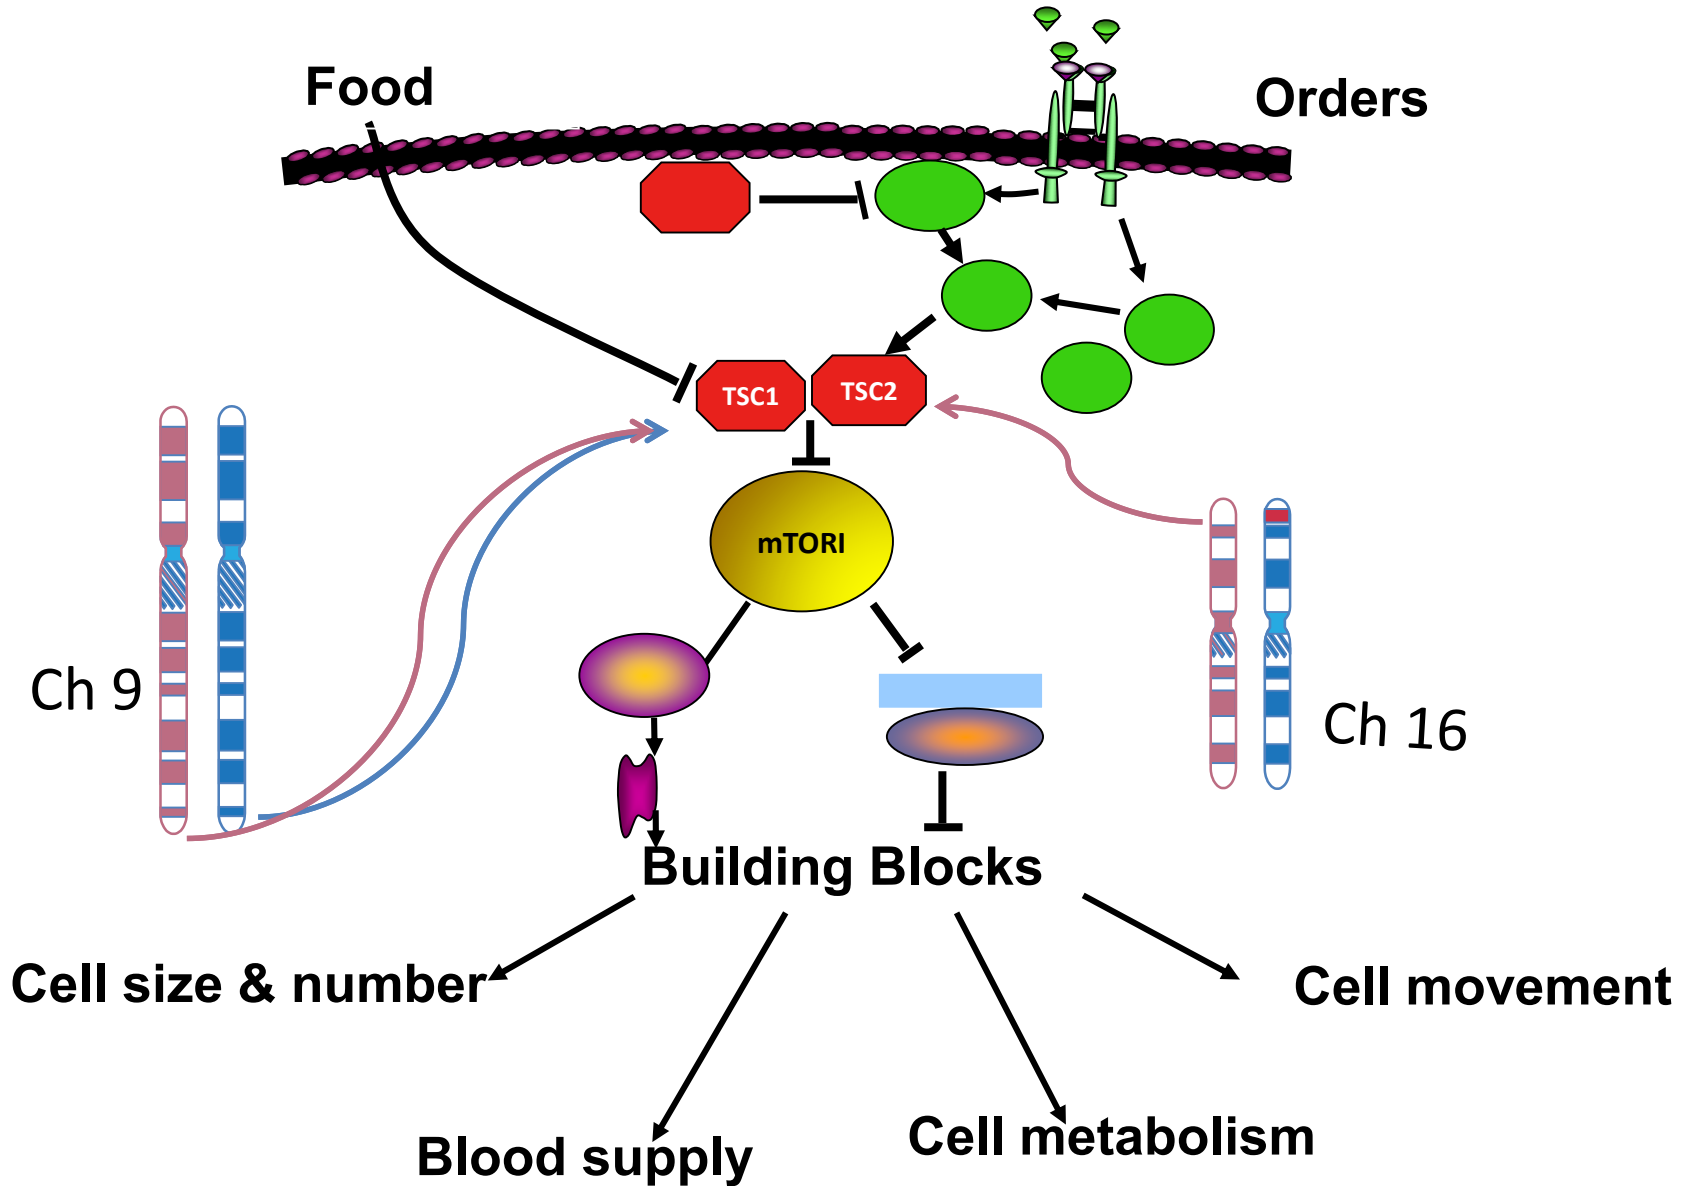 Food
Orders
TSC1
TSC2
mTORI
Ch 9
Ch 16
Building Blocks
Cell size & number
Cell movement
Blood supply
Cell metabolism